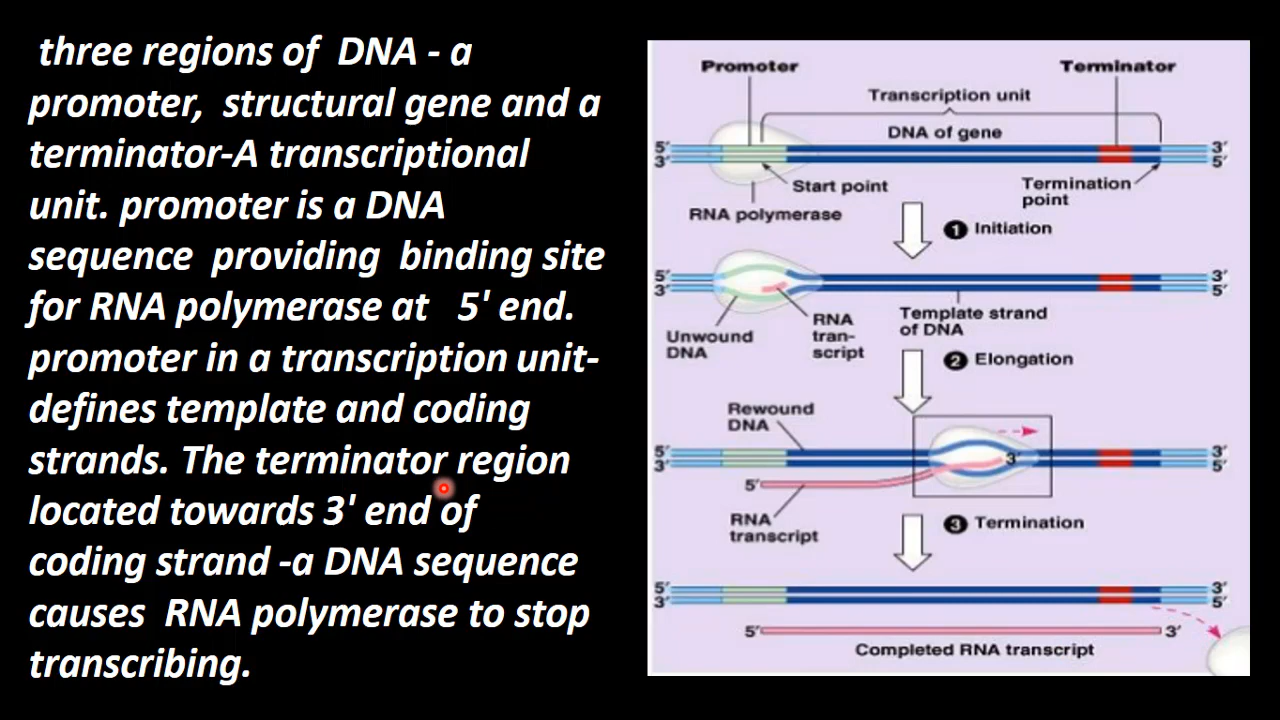 three regions of DNA - a
promoter, structural gene and a
terminator-A transcriptional
unit. promoter is a DNA
sequence providing binding site
for RNA polymerase at 5' end.
promoter in a transcription unit-
defines template and coding
strands. The terminator region
located towards 3' end of
coding strand -a DNA sequence
causes RNA polymerase to stop
transcribing.
Promoter
Terminator
Transcription unit
DNA of gene
5′ 3′
3′ 5′
Start point
Termination
point
RNA polymerase
1 Initiation
5′ 3′
3′ 5′
Unwound
DNA
RNA
tran-
script
Template strand
of DNA
2 Elongation
Rewound
DNA
5′ 3′
3′ 5′
3′
5′
RNA
transcript
3 Termination
5′ 3′
3′ 5′
5′ 3′
Completed RNA transcript